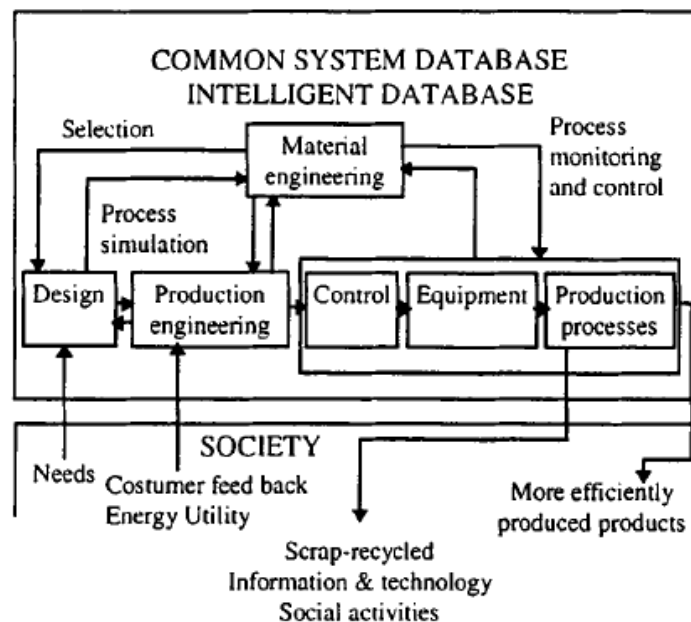 COMMON SYSTEM DATABASE
INTELLIGENT DATABASE
Selection
Material
engineering
Process
monitoring
and control
Process
simulation
Design
Production
engineering
Control
Equipment
Production
processes
SOCIETY
Needs
Costumer feed back
Energy Utility
More efficiently
produced products
Scrap-recycled
Information & technology
Social activities